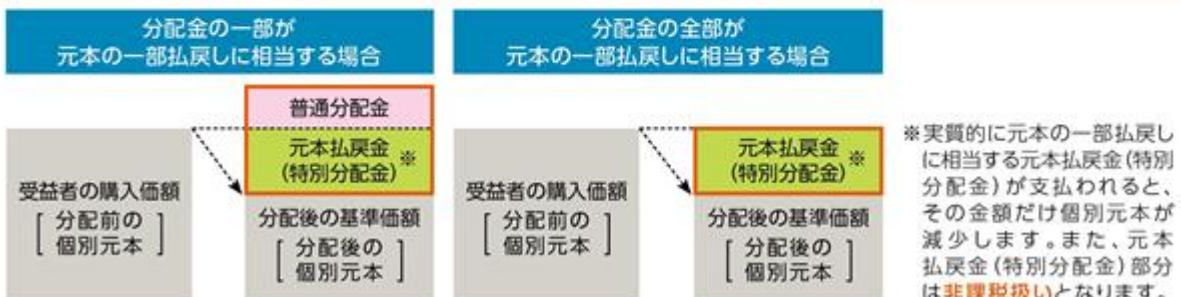 分配金の一部が
元本の一部払戻しに相当する場合
普通分配金
元本払戻金
(特別分配金)
※
受益者の購入価額
[ 分配前の
個別元本 ]
分配後の基準価額
[ 分配後の
個別元本 ]
分配金の全部が
元本の一部払戻しに相当する場合
元本払戻金
(特別分配金)
※
受益者の購入価額
[ 分配前の
個別元本 ]
分配後の基準価額
[ 分配後の
個別元本 ]
※実質的に元本の一部払戻し
に相当する元本払戻金(特別
分配金)が支払われると、
その金額だけ個別元本が
減少します。また、元本
払戻金(特別分配金)部分
は非課税扱いとなります。